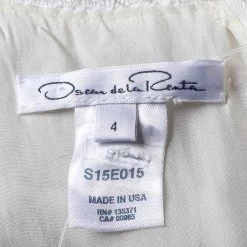 Oscar de la Renta
4
S15E015
MADE IN USA
RN# 135371
CA# 00985